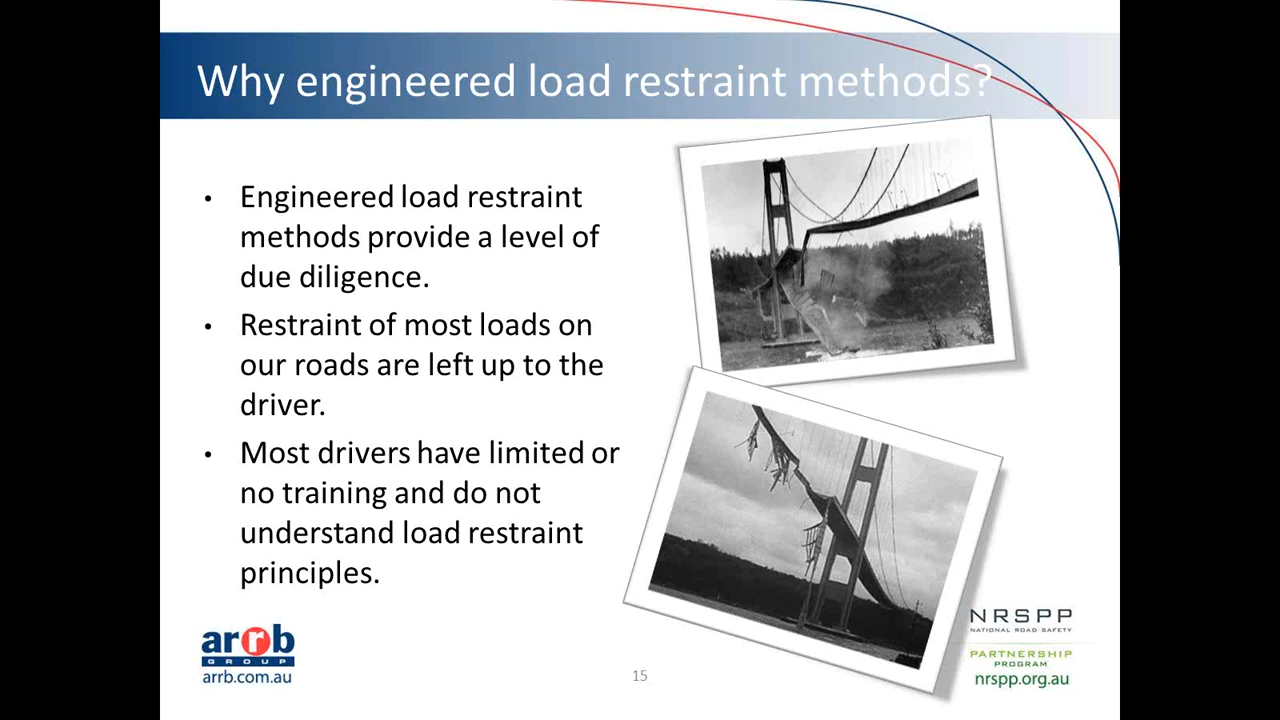 Why engineered load restraint methods?
• Engineered load restraint
methods provide a level of
due diligence.
• Restraint of most loads on
our roads are left up to the
driver.
• Most drivers have limited or
no training and do not
understand load restraint
principles.
arrb
GROUP
arrb.com.au
15
NRSPP
NATIONAL ROAD SAFETY
PARTNERSHIP
PROGRAM
nrspp.org.au